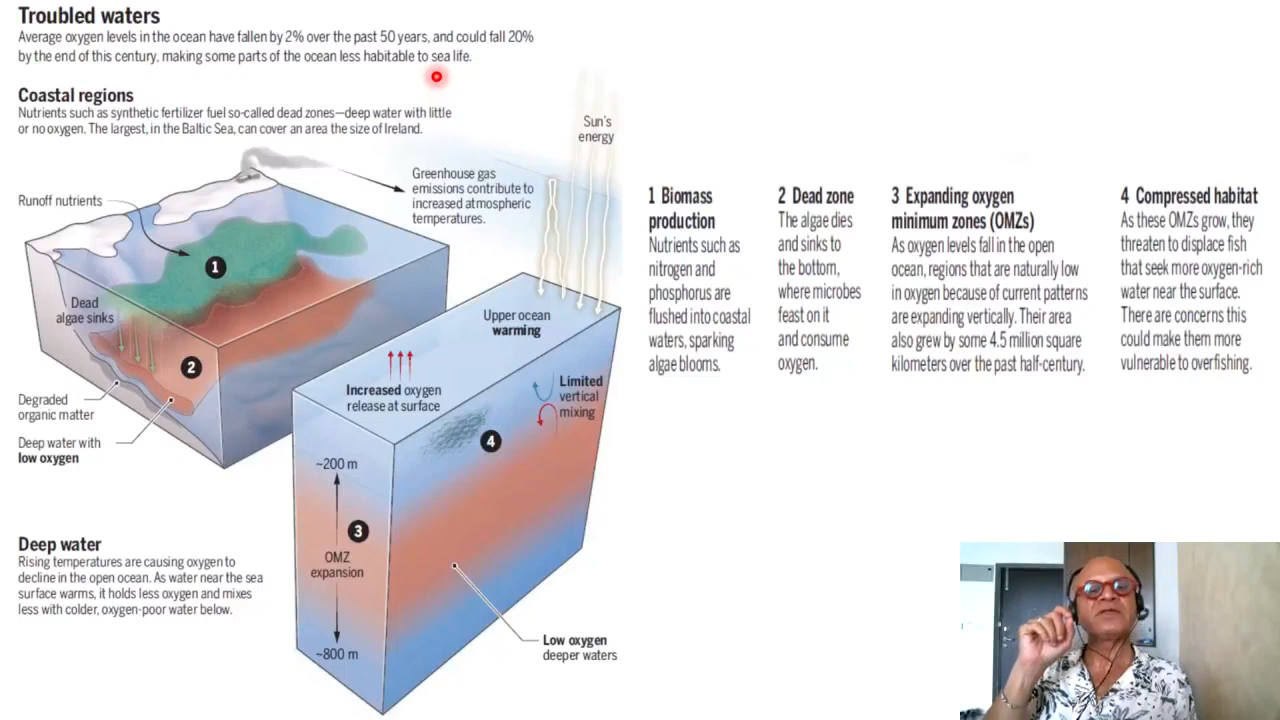 Troubled waters
Average oxygen levels in the ocean have fallen by 2% over the past 50 years, and could fall 20%
by the end of this century, making some parts of the ocean less habitable to sea life.
Coastal regions
Nutrients such as synthetic fertilizer fuel so-called dead zones—deep water with little
or no oxygen. The largest, in the Baltic Sea, can cover an area the size of Ireland.
Sun's
energy
Greenhouse gas
emissions contribute to
increased atmospheric
temperatures.
Runoff nutrients
1
Dead
algae sinks
2
Degraded
organic matter
Deep water with
low oxygen
Upper ocean
warming
Increased oxygen
release at surface
Limited
vertical
mixing
4
~200 m
3
OMZ
expansion
~800 m
Low oxygen
deeper waters
Deep water
Rising temperatures are causing oxygen to
decline in the open ocean. As water near the sea
surface warms, it holds less oxygen and mixes
less with colder, oxygen-poor water below.
1 Biomass
production
Nutrients such as
nitrogen and
phosphorus are
flushed into coastal
waters, sparking
algae blooms.
2 Dead zone
The algae dies
and sinks to
the bottom,
where microbes
feast on it
and consume
oxygen.
3 Expanding oxygen
minimum zones (OMZs)
As oxygen levels fall in the open
ocean, regions that are naturally low
in oxygen because of current patterns
are expanding vertically. Their area
also grew by some 4.5 million square
kilometers over the past half-century.
4 Compressed habitat
As these OMZs grow, they
threaten to displace fish
that seek more oxygen-rich
water near the surface.
There are concerns this
could make them more
vulnerable to overfishing.